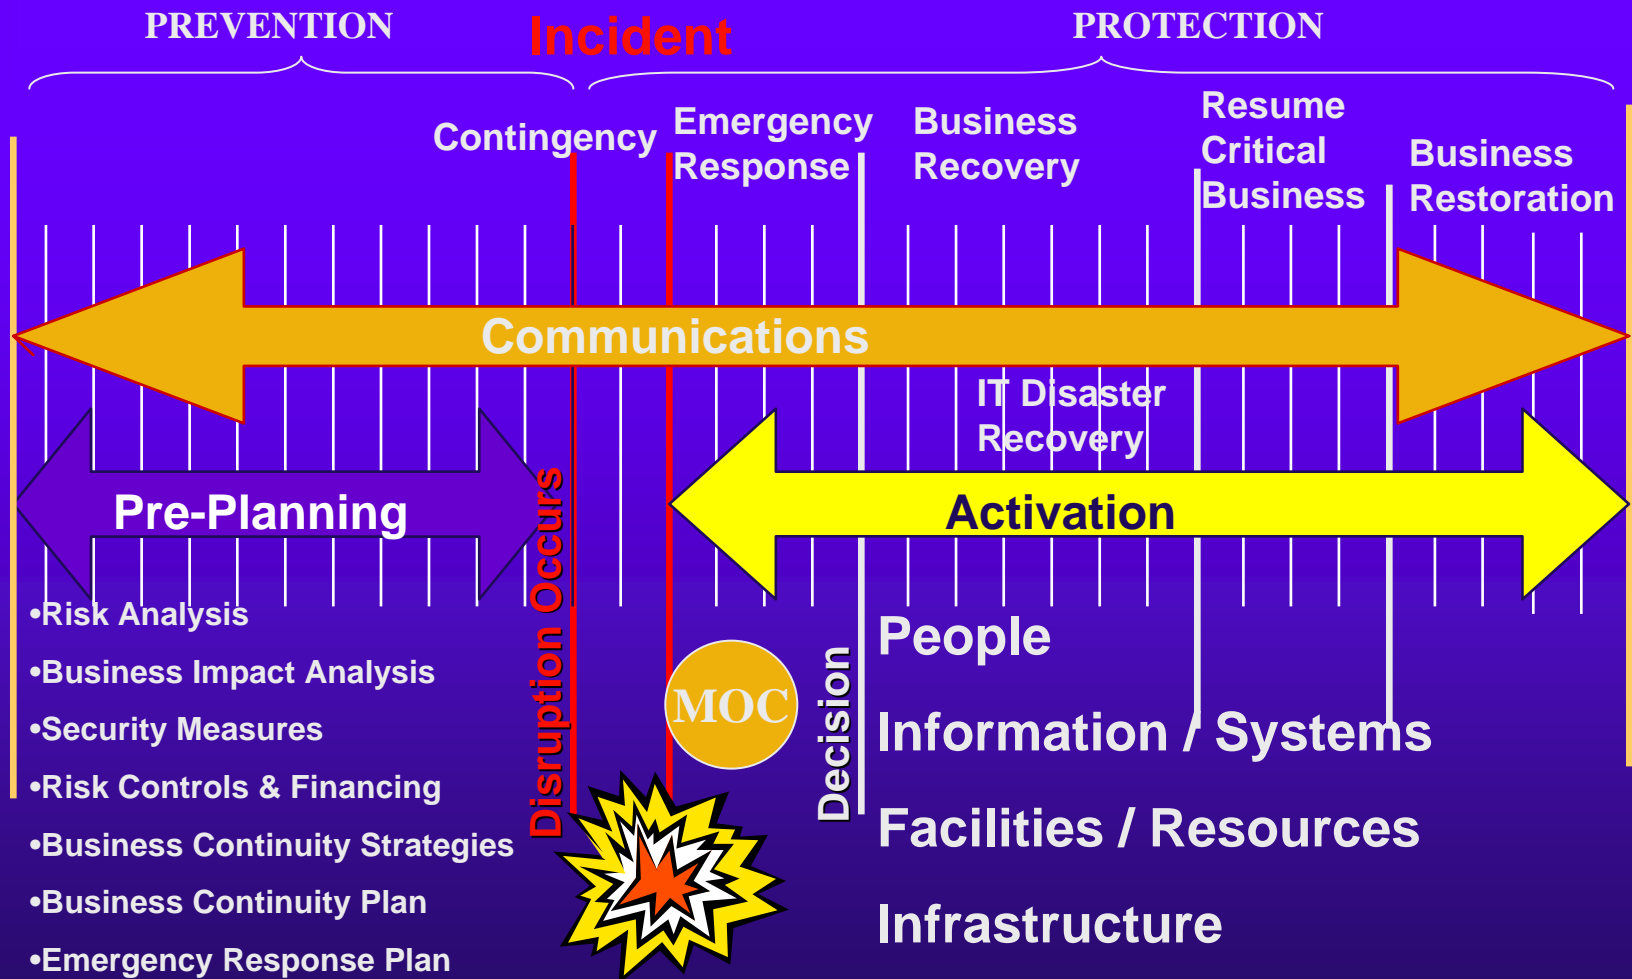 PREVENTION
Incident
PROTECTION
Contingency
Emergency
Response
Business
Recovery
Resume
Critical
Business
Business
Restoration
Communications
IT Disaster
Recovery
Pre-Planning
Activation
Disruption Occurs
•Risk Analysis
•Business Impact Analysis
•Security Measures
•Risk Controls & Financing
•Business Continuity Strategies
•Business Continuity Plan
•Emergency Response Plan
MOC
Decision
People
Information / Systems
Facilities / Resources
Infrastructure